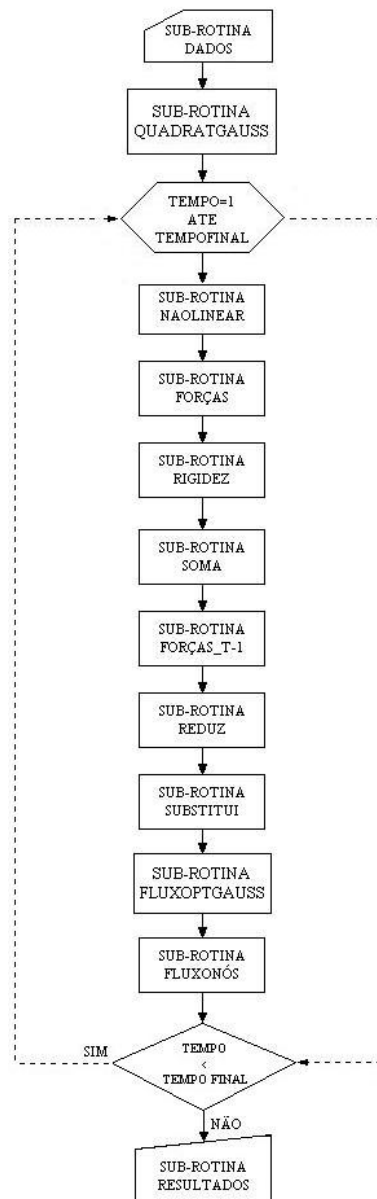 SUB-ROTINA
DADOS
SUB-ROTINA
QUADRATGAUSS
TEMPO=1
ATE
TEMPOFINAL
SUB-ROTINA
NAOLINEAR
SUB-ROTINA
FORÇAS
SUB-ROTINA
RIGIDEZ
SUB-ROTINA
SOMA
SUB-ROTINA
FORÇAS_T-1
SUB-ROTINA
REDUZ
SUB-ROTINA
SUBSTITUI
SUB-ROTINA
FLUXOPTGAUSS
SUB-ROTINA
FLUXONÓS
SIM
TEMPO
<
TEMPO FINAL
NÃO
SUB-ROTINA
RESULTADOS